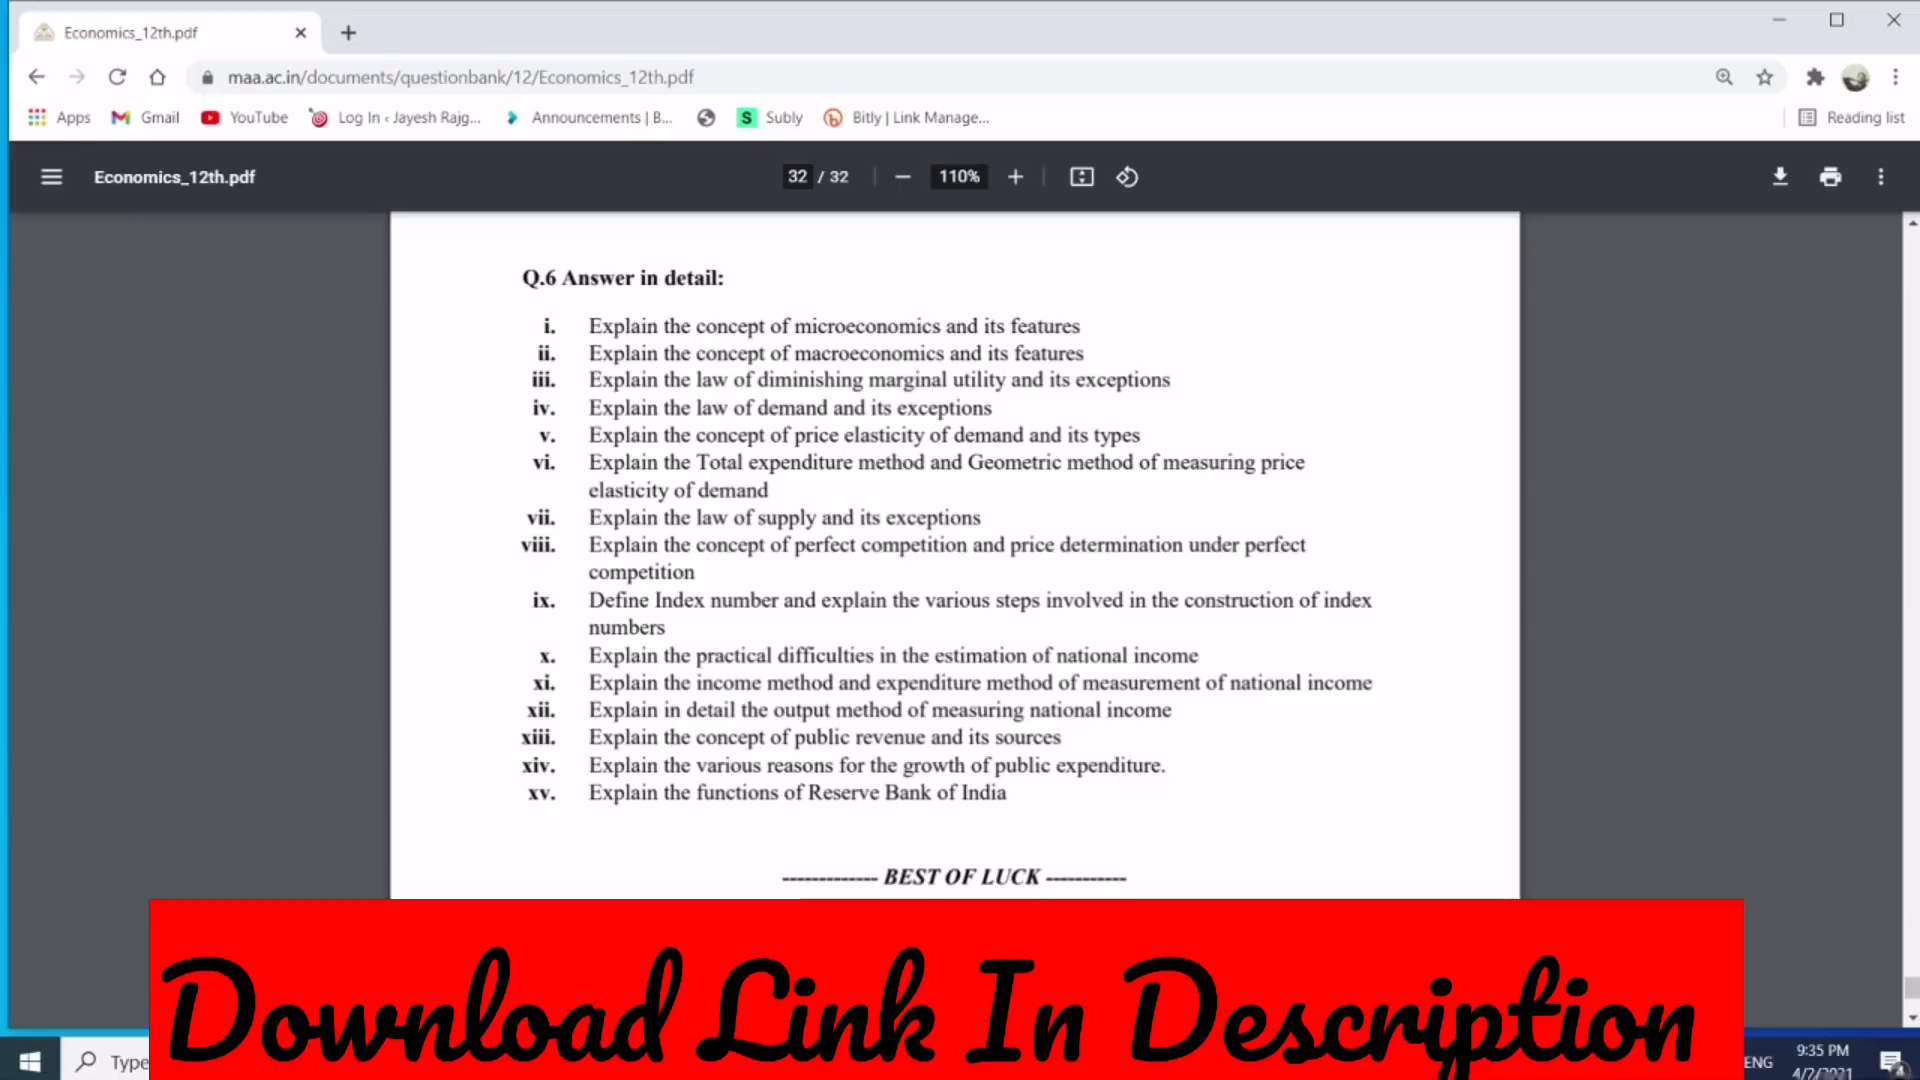 Economics_12th.pdf
maa.ac.in/documents/questionbank/12/Economics_12th.pdf
Apps Gmail YouTube Log In ‹ Jayesh Rajg... Announcements | B... Subly Bitly | Link Manage... Reading list
Economics_12th.pdf 32 / 32 110%
Q.6 Answer in detail:
i. Explain the concept of microeconomics and its features
ii. Explain the concept of macroeconomics and its features
iii. Explain the law of diminishing marginal utility and its exceptions
iv. Explain the law of demand and its exceptions
v. Explain the concept of price elasticity of demand and its types
vi. Explain the Total expenditure method and Geometric method of measuring price
elasticity of demand
vii. Explain the law of supply and its exceptions
viii. Explain the concept of perfect competition and price determination under perfect
competition
ix. Define Index number and explain the various steps involved in the construction of index
numbers
x. Explain the practical difficulties in the estimation of national income
xi. Explain the income method and expenditure method of measurement of national income
xii. Explain in detail the output method of measuring national income
xiii. Explain the concept of public revenue and its sources
xiv. Explain the various reasons for the growth of public expenditure.
xv. Explain the functions of Reserve Bank of India
------------- BEST OF LUCK -----------
Download Link In Description
Type
ENG
9:35 PM
4/2/2021